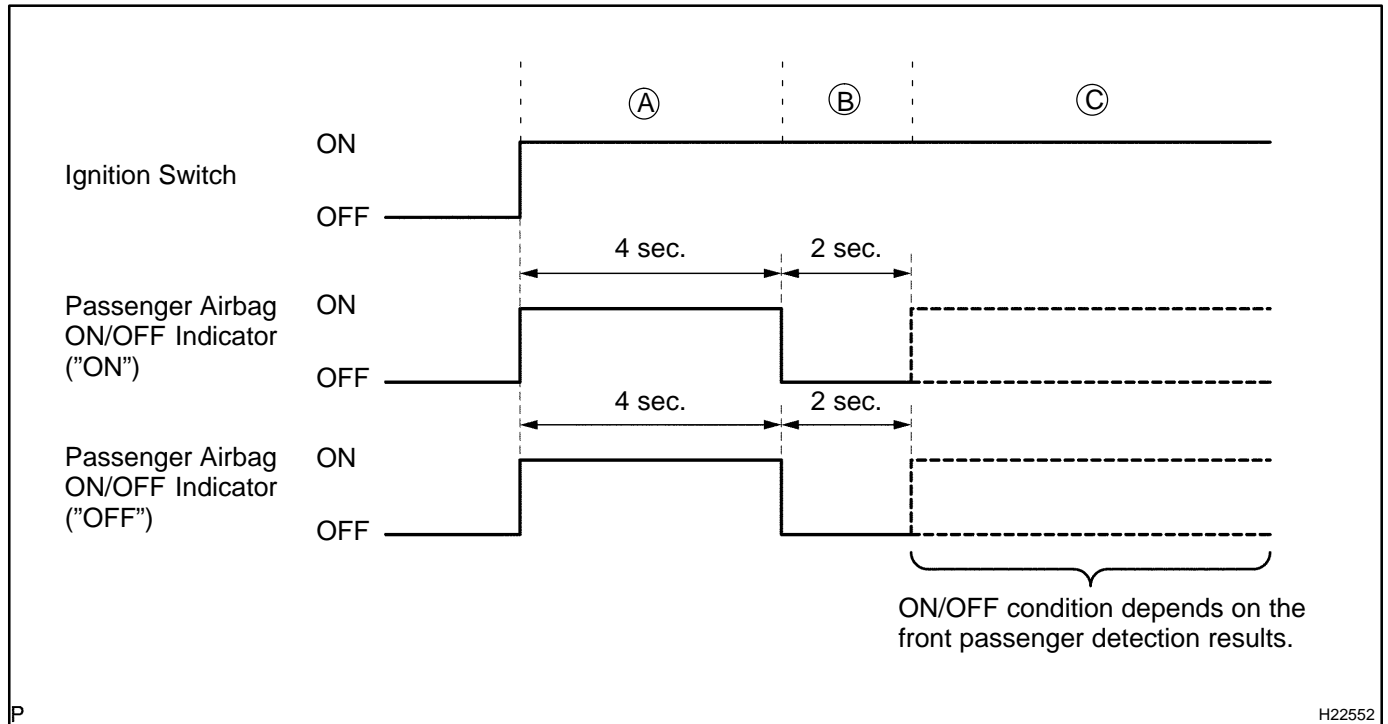 Ⓐ Ⓑ Ⓒ
ON
Ignition Switch
OFF
4 sec. 2 sec.
Passenger Airbag ON
ON/OFF Indicator
("ON")
OFF
4 sec. 2 sec.
Passenger Airbag ON
ON/OFF Indicator
("OFF")
OFF
ON/OFF condition depends on the
front passenger detection results.
P H22552